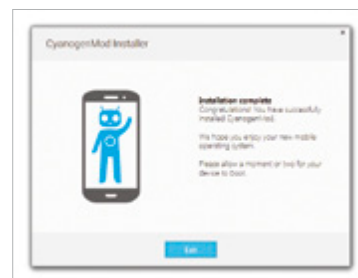 CyanogenMod Installer
Installation complete
Congratulations! You have successfully
installed CyanogenMod.
We hope you enjoy your new mobile
operating system.
Please allow a moment or two for your
device to boot.
Exit